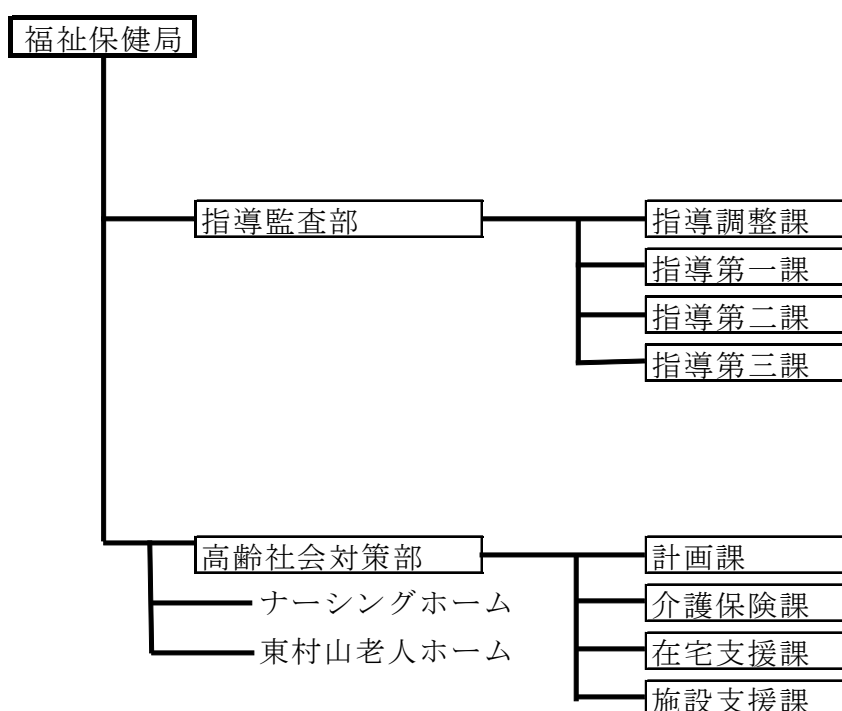 福祉保健局
指導監査部
指導調整課
指導第一課
指導第二課
指導第三課
高齢社会対策部
計画課
ナーシングホーム
介護保険課
東村山老人ホーム
在宅支援課
施設支援課